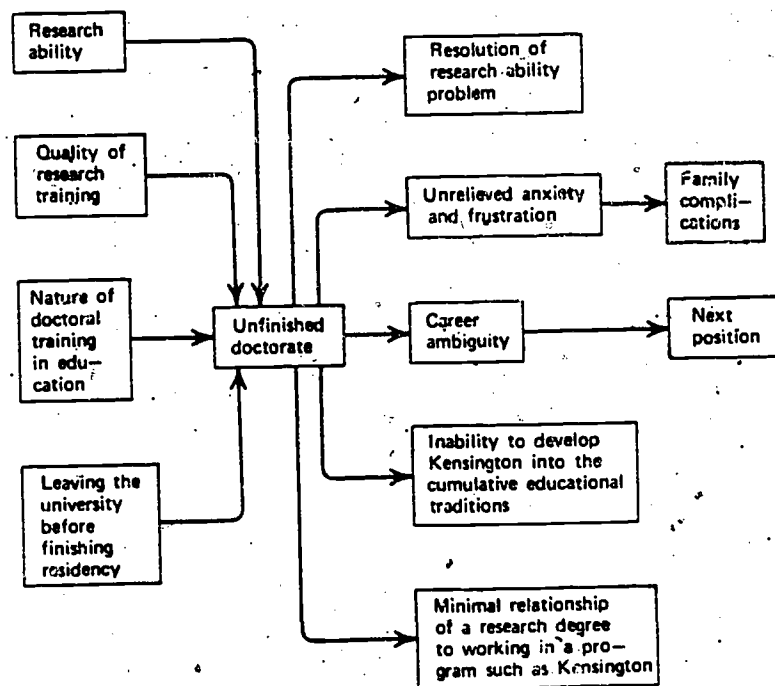 Research
ability
Quality of
research
training
Nature of
doctoral
training
in edu—
cation
Leaving the
university
before
finishing
residency
Unfinished
doctorate
Resolution of
research ability
problem
Unrelieved anxiety
and frustration
Family
compli—
cations
Career
ambiguity
Next
position
Inability to develop
Kensington into the
cumulative educational
traditions
Minimal relationship
of a research degree
to working in a pro—
gram such as Kensington